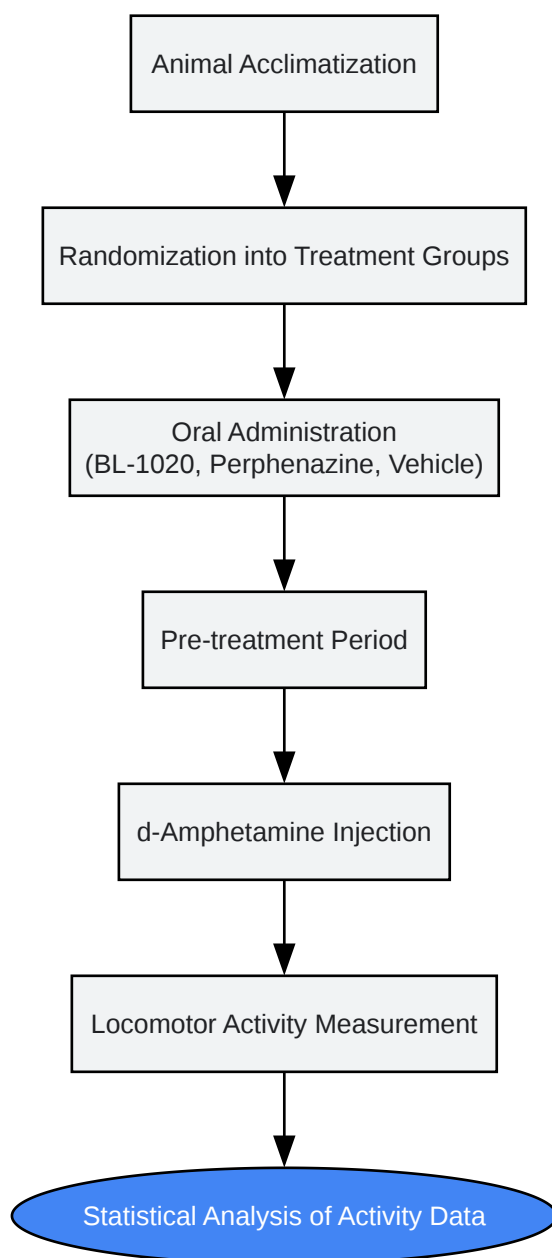 Animal Acclimatization
Randomization into Treatment Groups
Oral Administration
(BL-1020, Perphenazine, Vehicle)
Pre-treatment Period
d-Amphetamine Injection
Locomotor Activity Measurement
Statistical Analysis of Activity Data